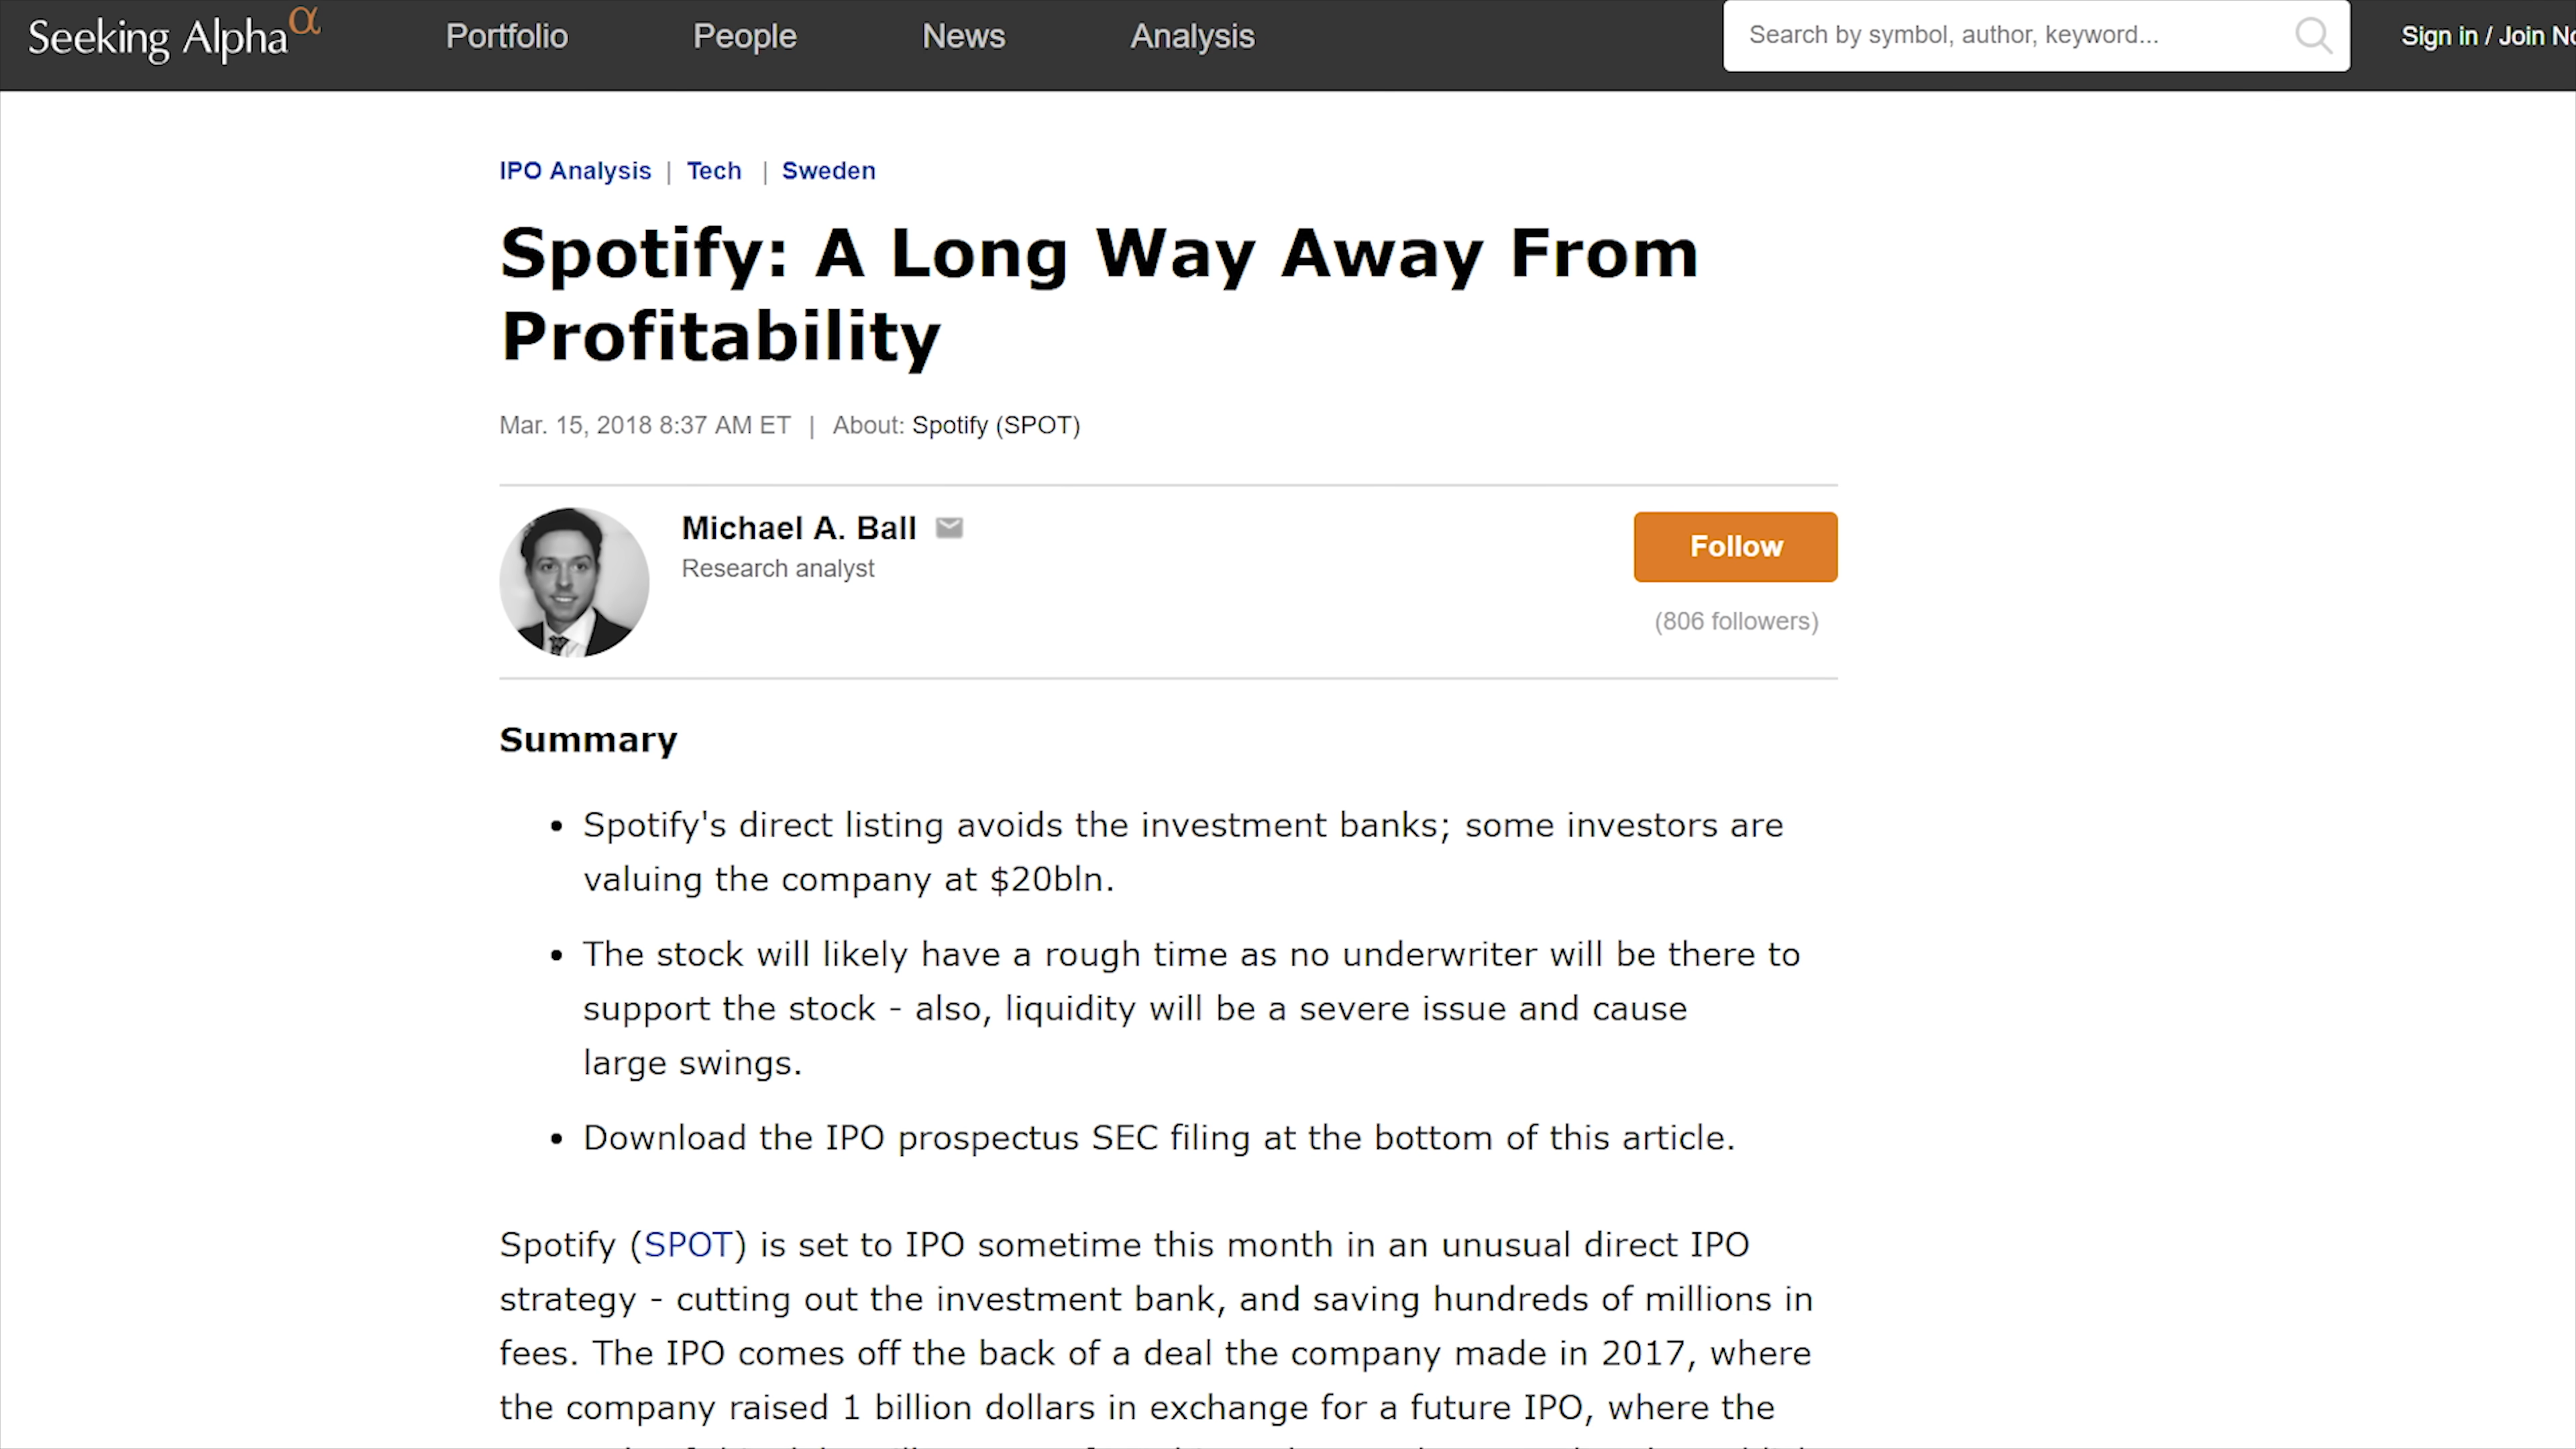 Seeking Alpha α
Portfolio People News Analysis
Search by symbol, author, keyword...
Sign in / Join
IPO Analysis | Tech | Sweden
Spotify: A Long Way Away From
Profitability
Mar. 15, 2018 8:37 AM ET | About: Spotify (SPOT)
Michael A. Ball
Research analyst
Follow
(806 followers)
Summary
• Spotify's direct listing avoids the investment banks; some investors are
valuing the company at $20bln.
• The stock will likely have a rough time as no underwriter will be there to
support the stock - also, liquidity will be a severe issue and cause
large swings.
• Download the IPO prospectus SEC filing at the bottom of this article.
Spotify (SPOT) is set to IPO sometime this month in an unusual direct IPO
strategy - cutting out the investment bank, and saving hundreds of millions in
fees. The IPO comes off the back of a deal the company made in 2017, where
the company raised 1 billion dollars in exchange for a future IPO, where the